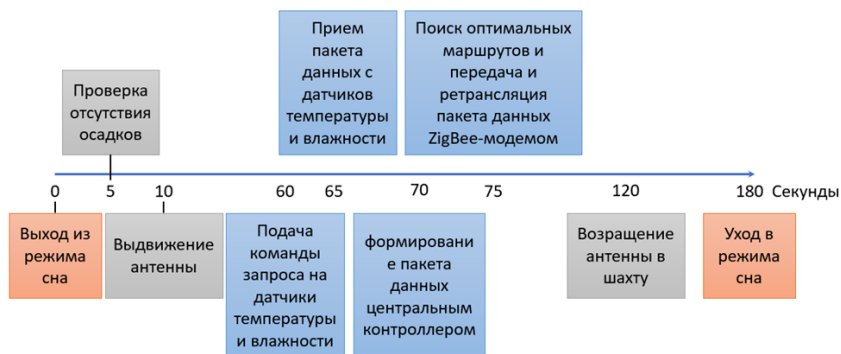 Прием
пакета
данных с
датчиков
температуры
и влажности
Поиск оптимальных
маршрутов и
передача и
ретрансляция
пакета данных
ZigBee-модемом
Проверка
отсутствия
осадков
0 5 10 60 65 70 75 120 180 Секунды
Выход из
режима
сна
Выдвижение
антенны
Подача
команды
запроса на
датчики
температуры
и влажности
формировани
е пакета
данных
центральным
контроллером
Возращение
антенны в
шахту
Уход в
режима
сна